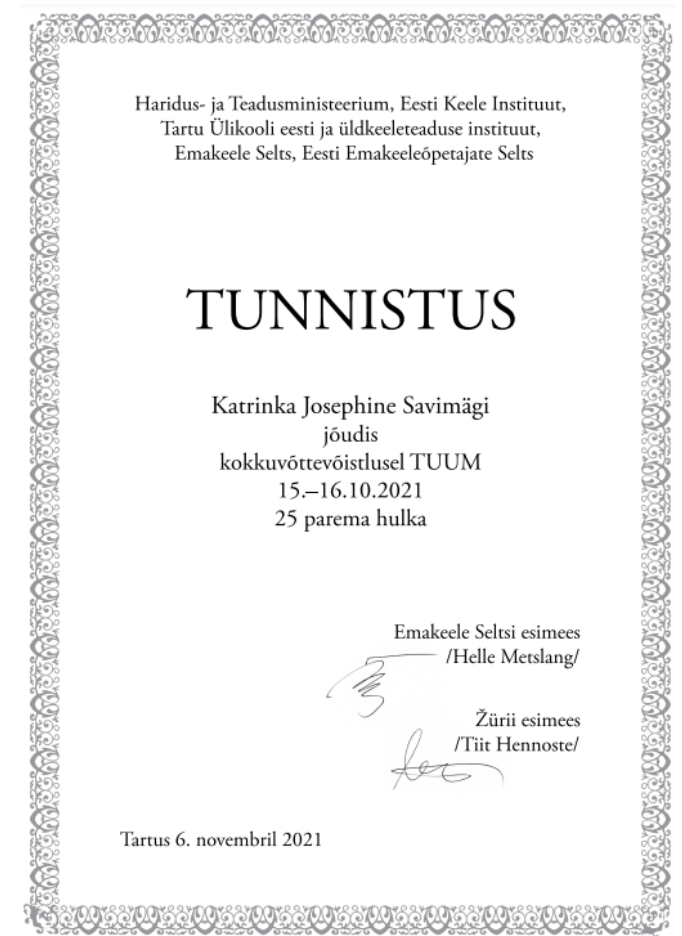 Haridus- ja Teadusministeerium, Eesti Keele Instituut,
Tartu Ülikooli eesti ja üldkeeleteaduse instituut,
Emakeele Selts, Eesti Emakeeleõpetajate Selts
TUNNISTUS
Katrinka Josephine Savimägi
jõudis
kokkuvõttevõistlusel TUUM
15.–16.10.2021
25 parema hulka
Emakeele Seltsi esimees
/Helle Metslang/
Žürii esimees
/Tiit Hennoste/
Tartus 6. novembril 2021